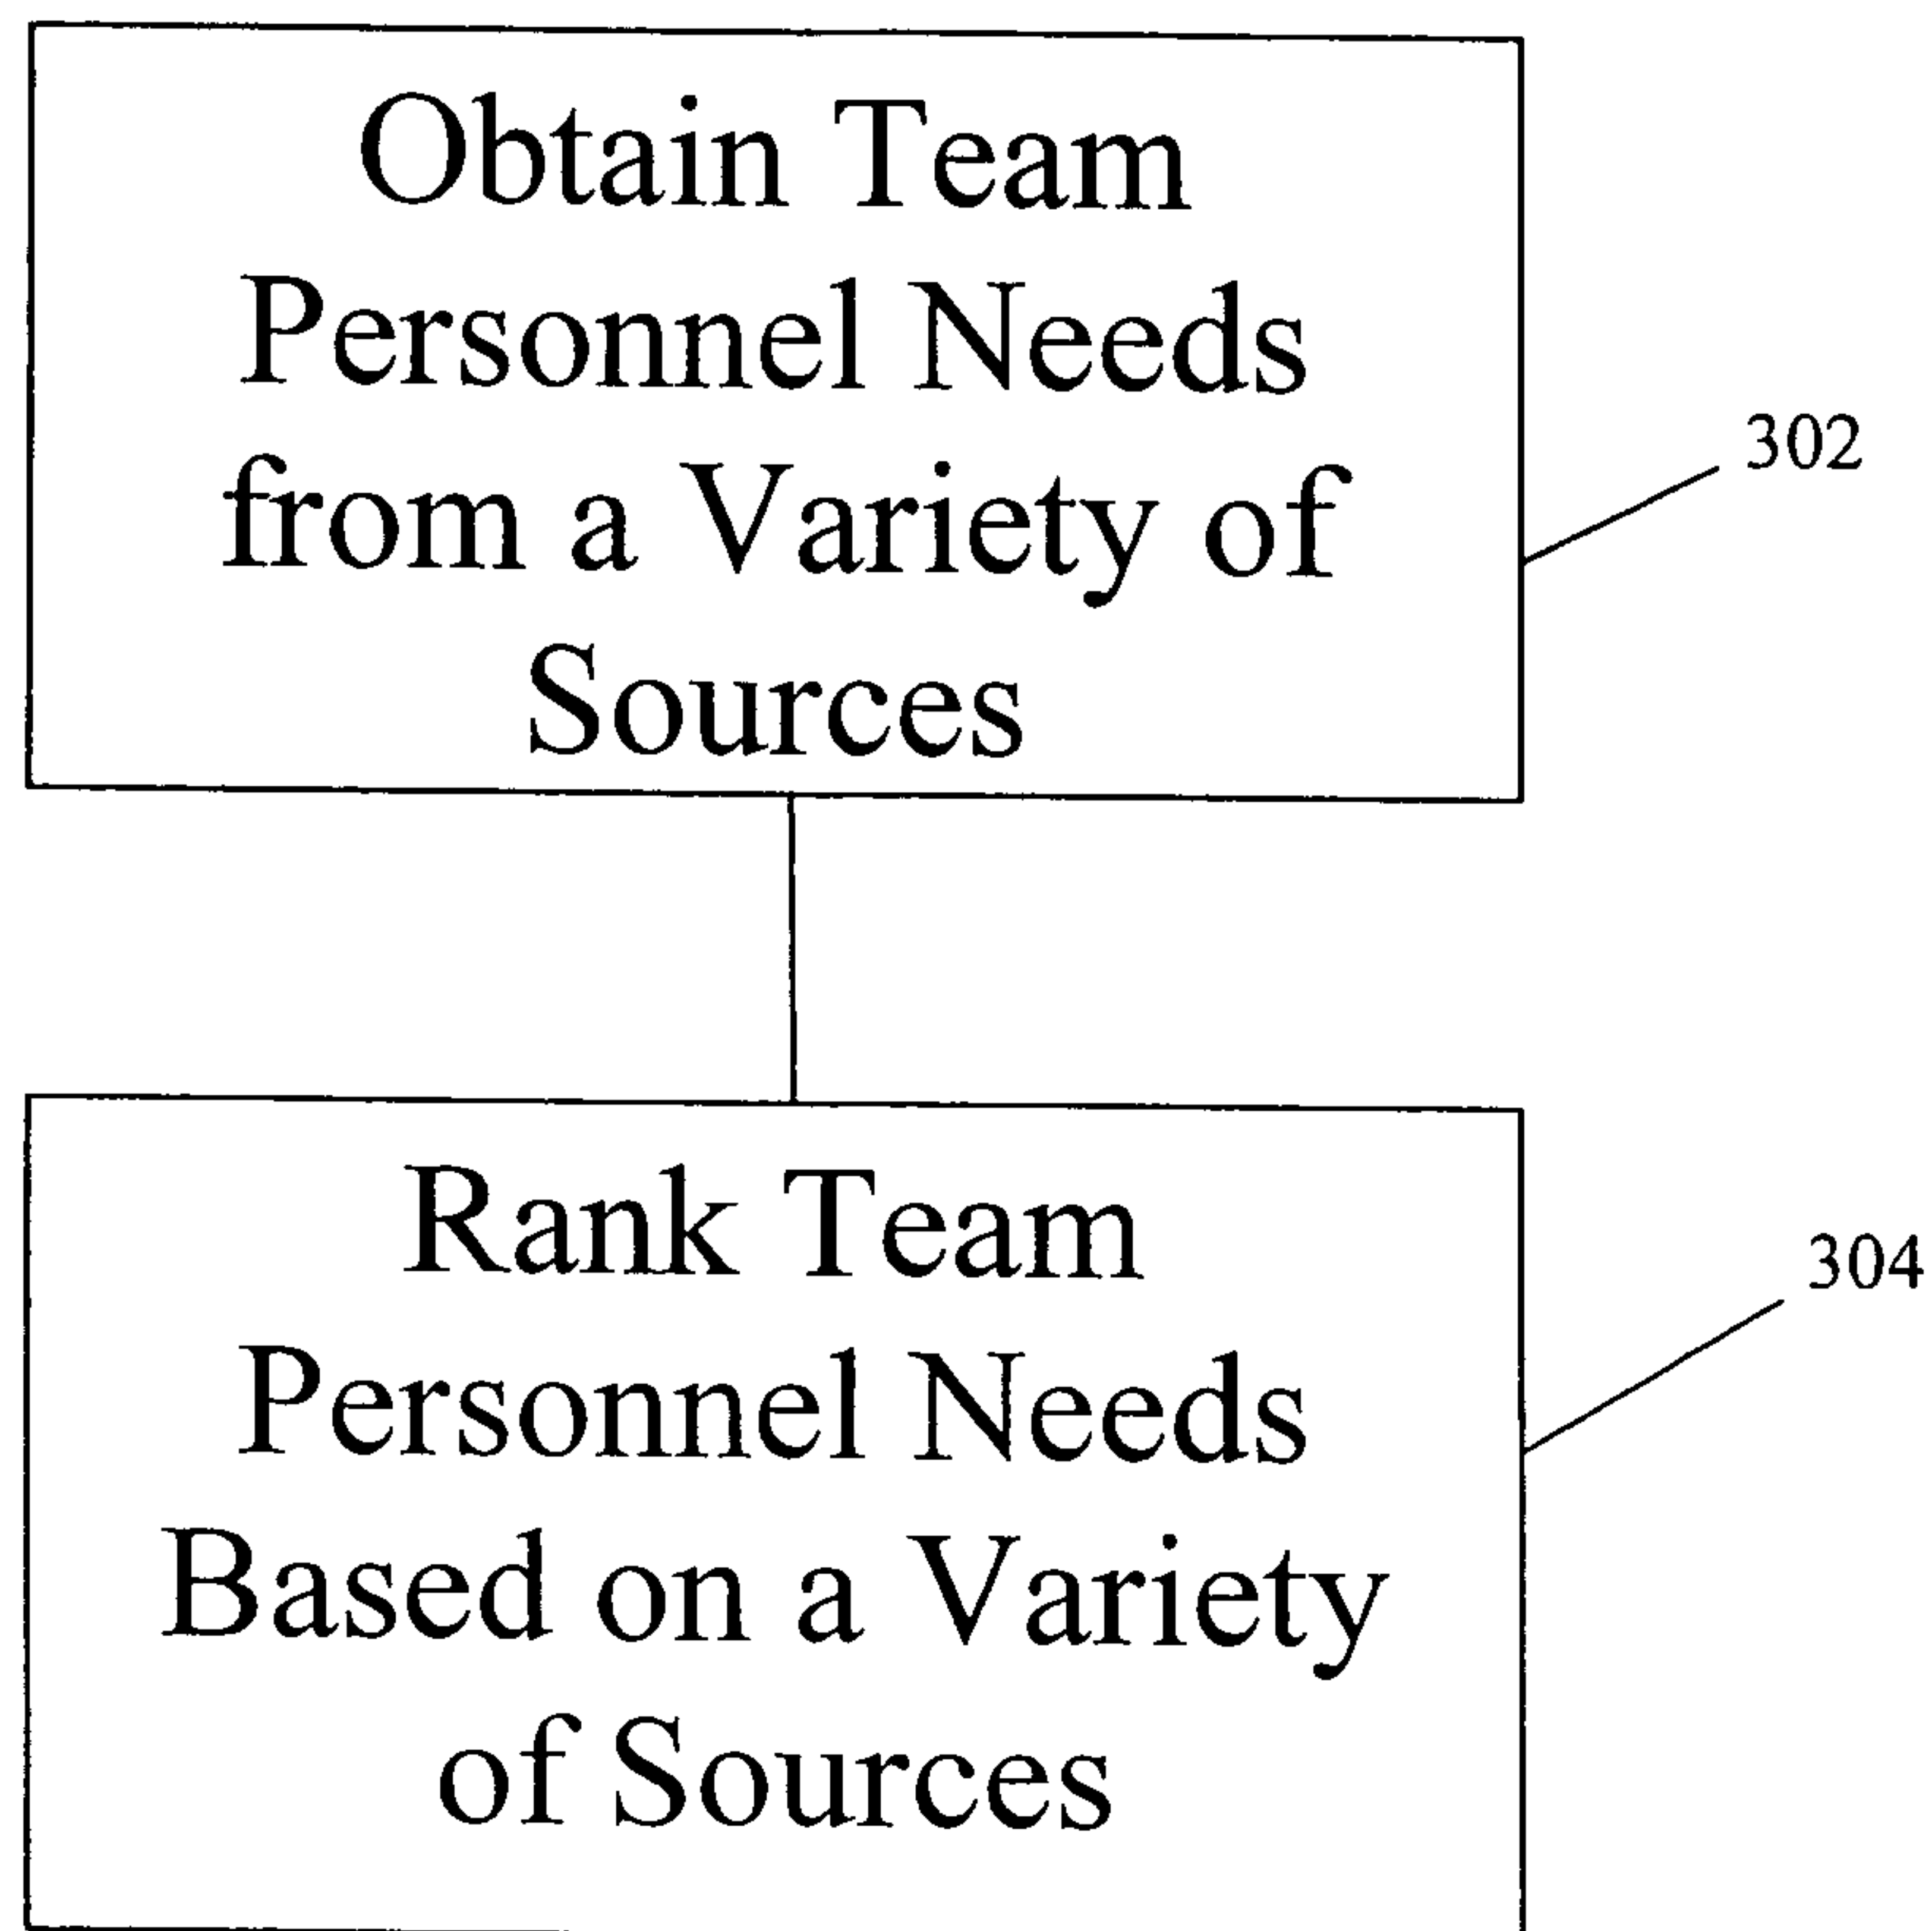 Obtain Team
Personnel Needs
from a Variety of
Sources
302
Rank Team
Personnel Needs
Based on a Variety
of Sources
304